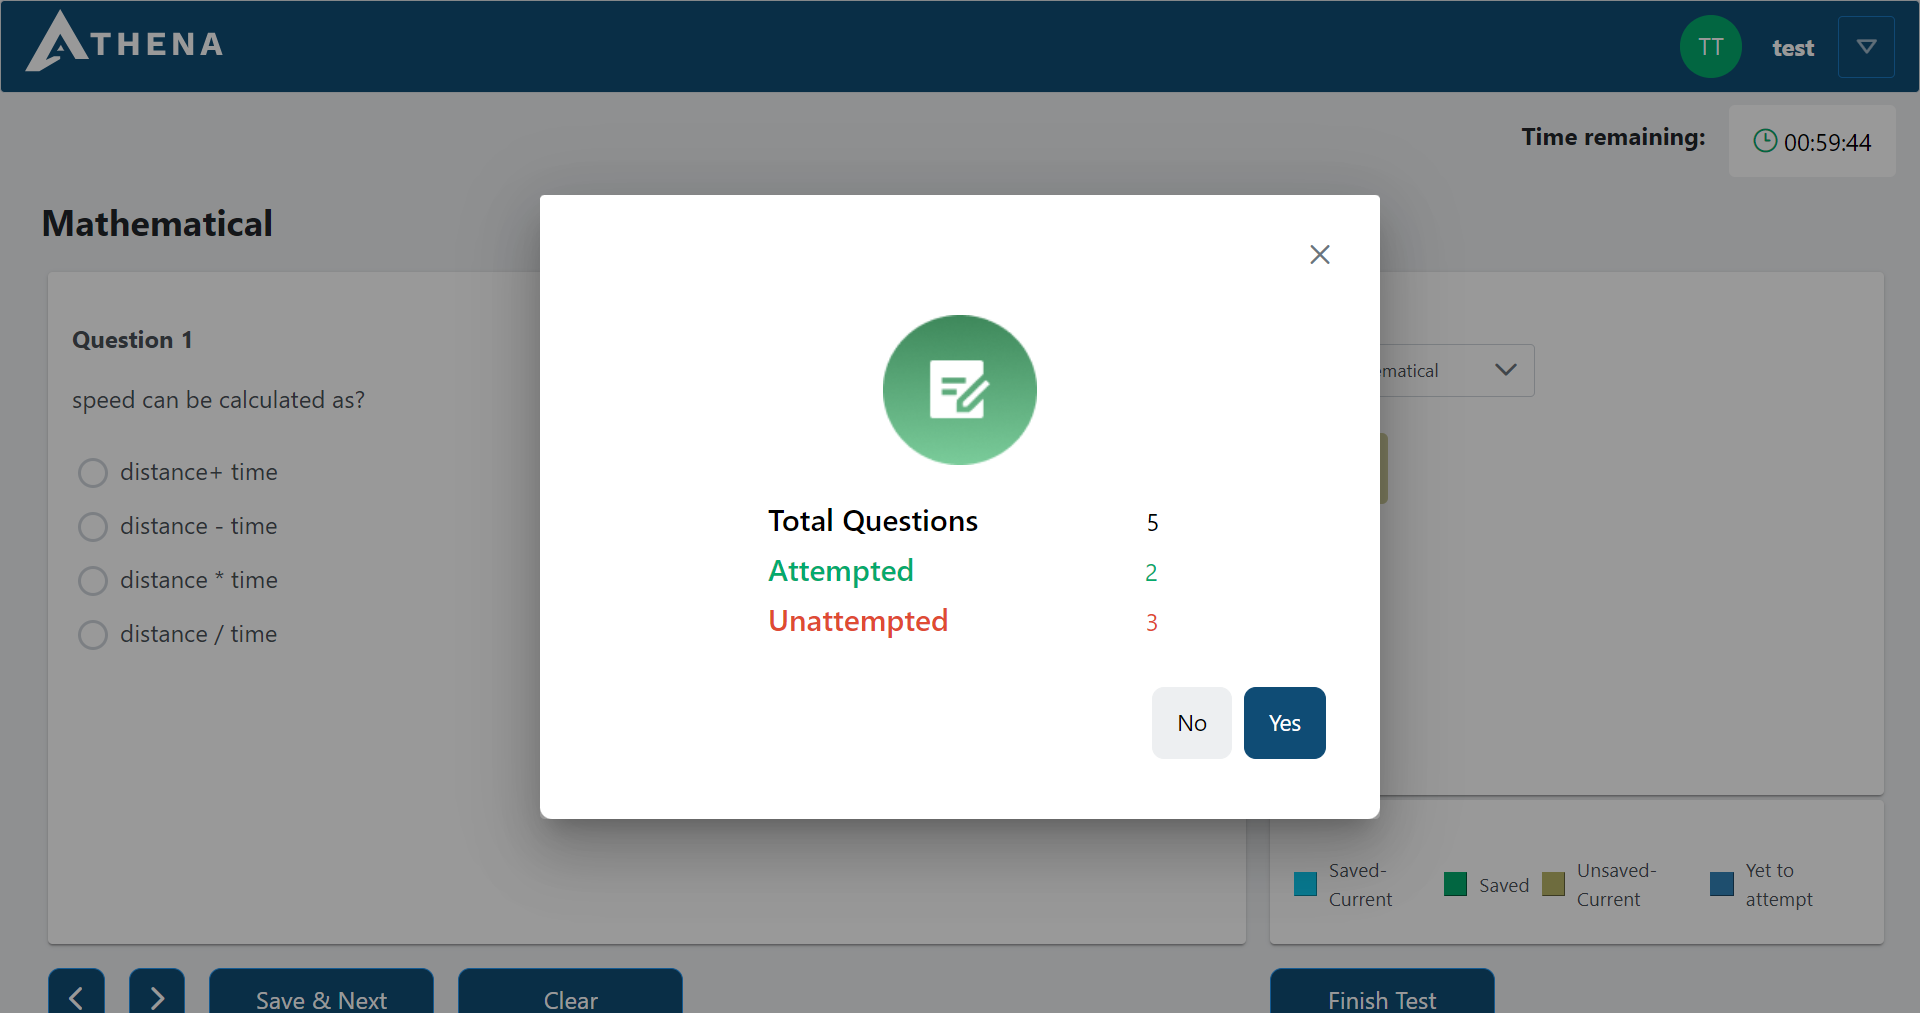 ATHENA
TT
test
Time remaining:
00:59:44
Mathematical
Question 1
speed can be calculated as?
distance+ time
distance - time
distance * time
distance / time
ematical
Total Questions 5
Attempted 2
Unattempted 3
No
Yes
Saved-
Current
Saved
Unsaved-
Current
Yet to
attempt
Save & Next
Clear
Finish Test